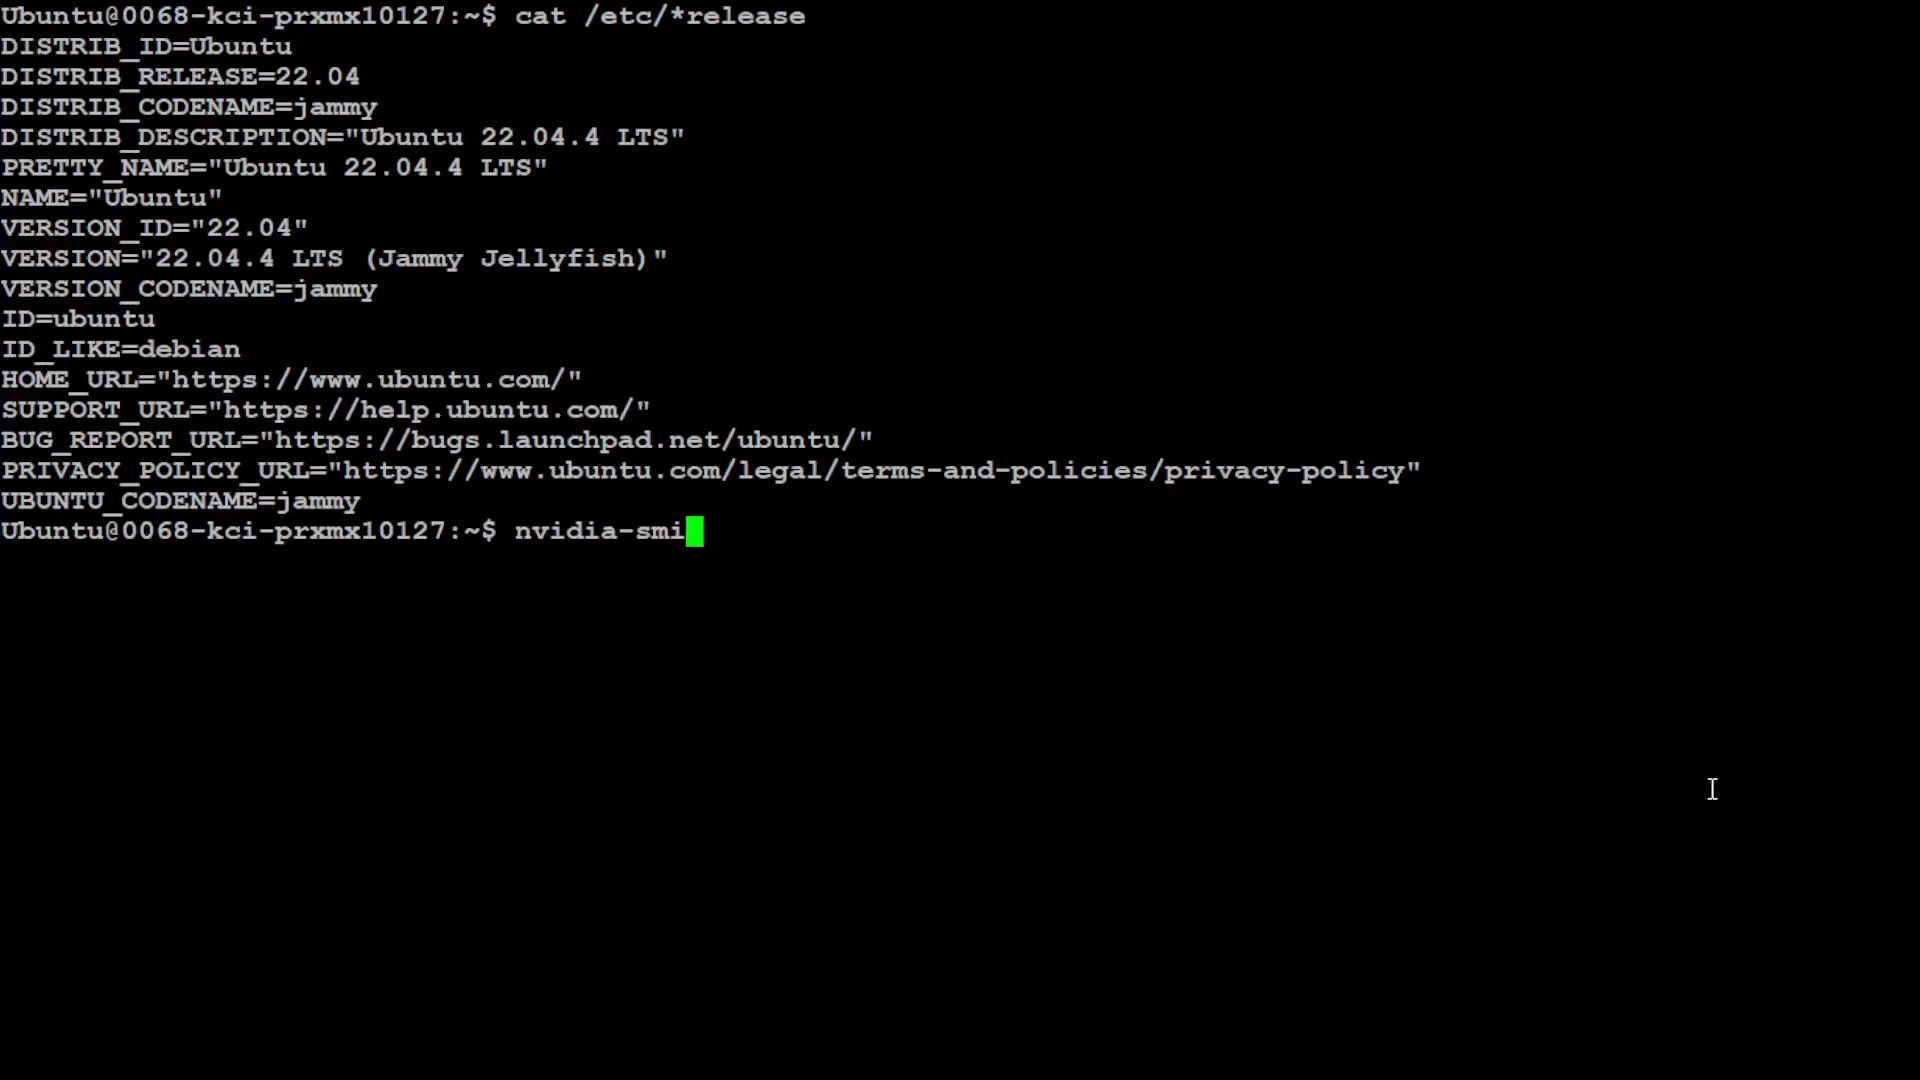 Ubuntu@0068-kci-prxmx10127:~$ cat /etc/*release
DISTRIB_ID=Ubuntu
DISTRIB_RELEASE=22.04
DISTRIB_CODENAME=jammy
DISTRIB_DESCRIPTION="Ubuntu 22.04.4 LTS"
PRETTY_NAME="Ubuntu 22.04.4 LTS"
NAME="Ubuntu"
VERSION_ID="22.04"
VERSION="22.04.4 LTS (Jammy Jellyfish)"
VERSION_CODENAME=jammy
ID=ubuntu
ID_LIKE=debian
HOME_URL="https://www.ubuntu.com/"
SUPPORT_URL="https://help.ubuntu.com/"
BUG_REPORT_URL="https://bugs.launchpad.net/ubuntu/"
PRIVACY_POLICY_URL="https://www.ubuntu.com/legal/terms-and-policies/privacy-policy"
UBUNTU_CODENAME=jammy
Ubuntu@0068-kci-prxmx10127:~$ nvidia-smi